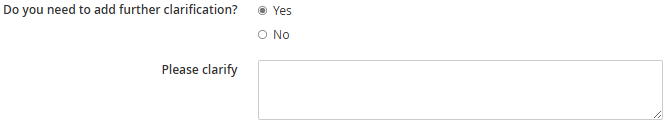 Do you need to add further clarification? Yes
No
Please clarify